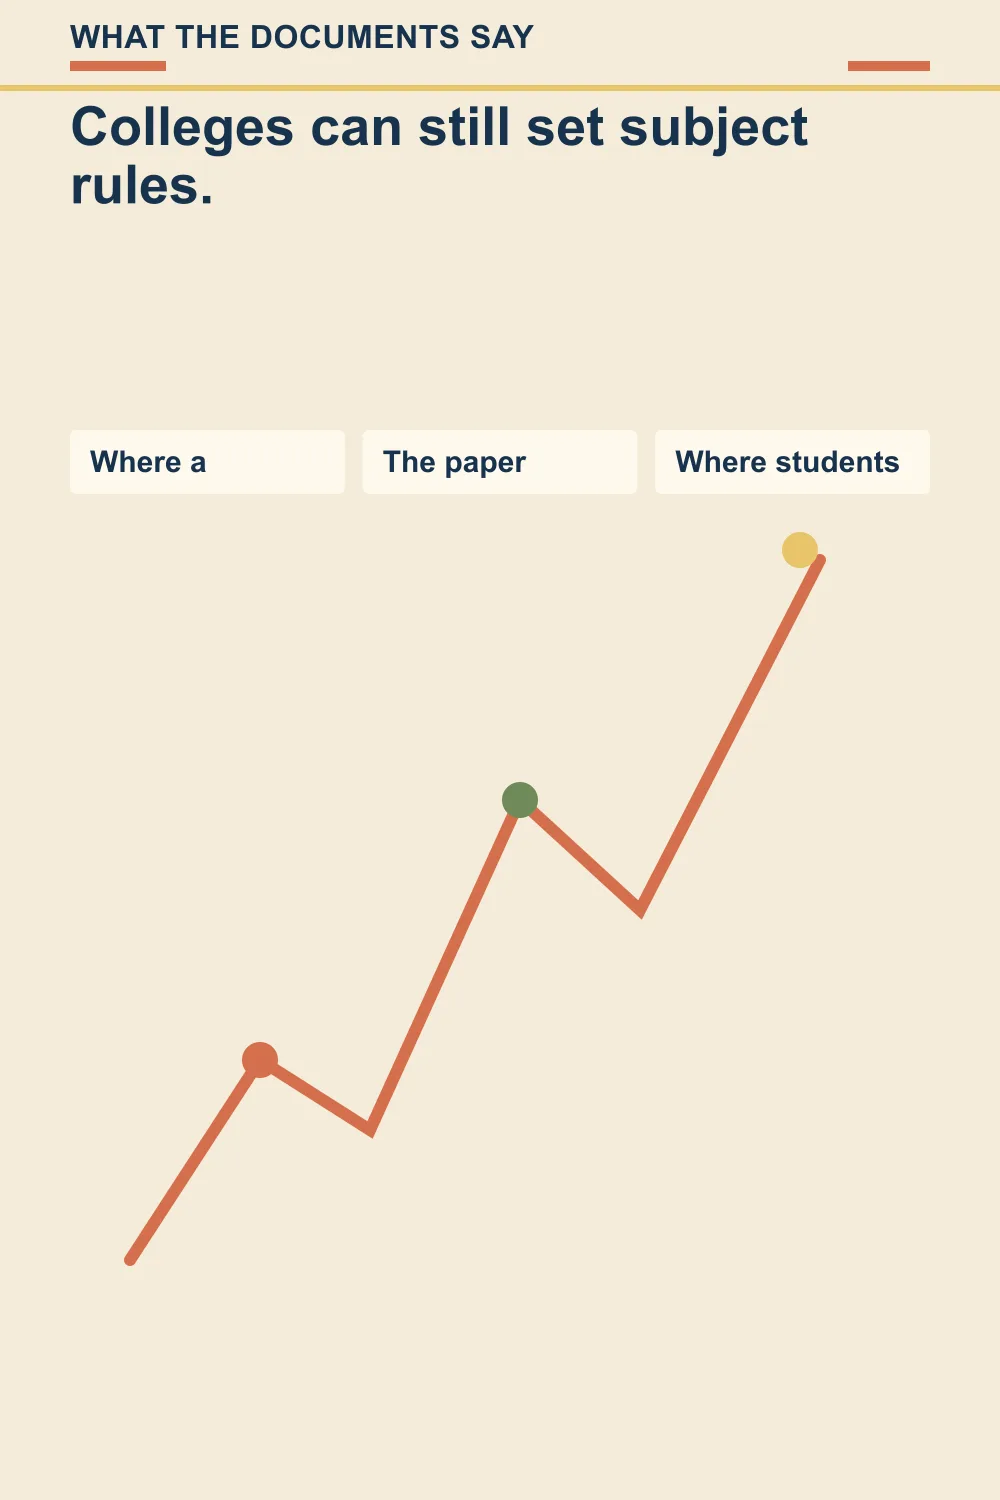 WHAT THE DOCUMENTS SAY
Colleges can still set subject
rules.
Where a
The paper
Where students